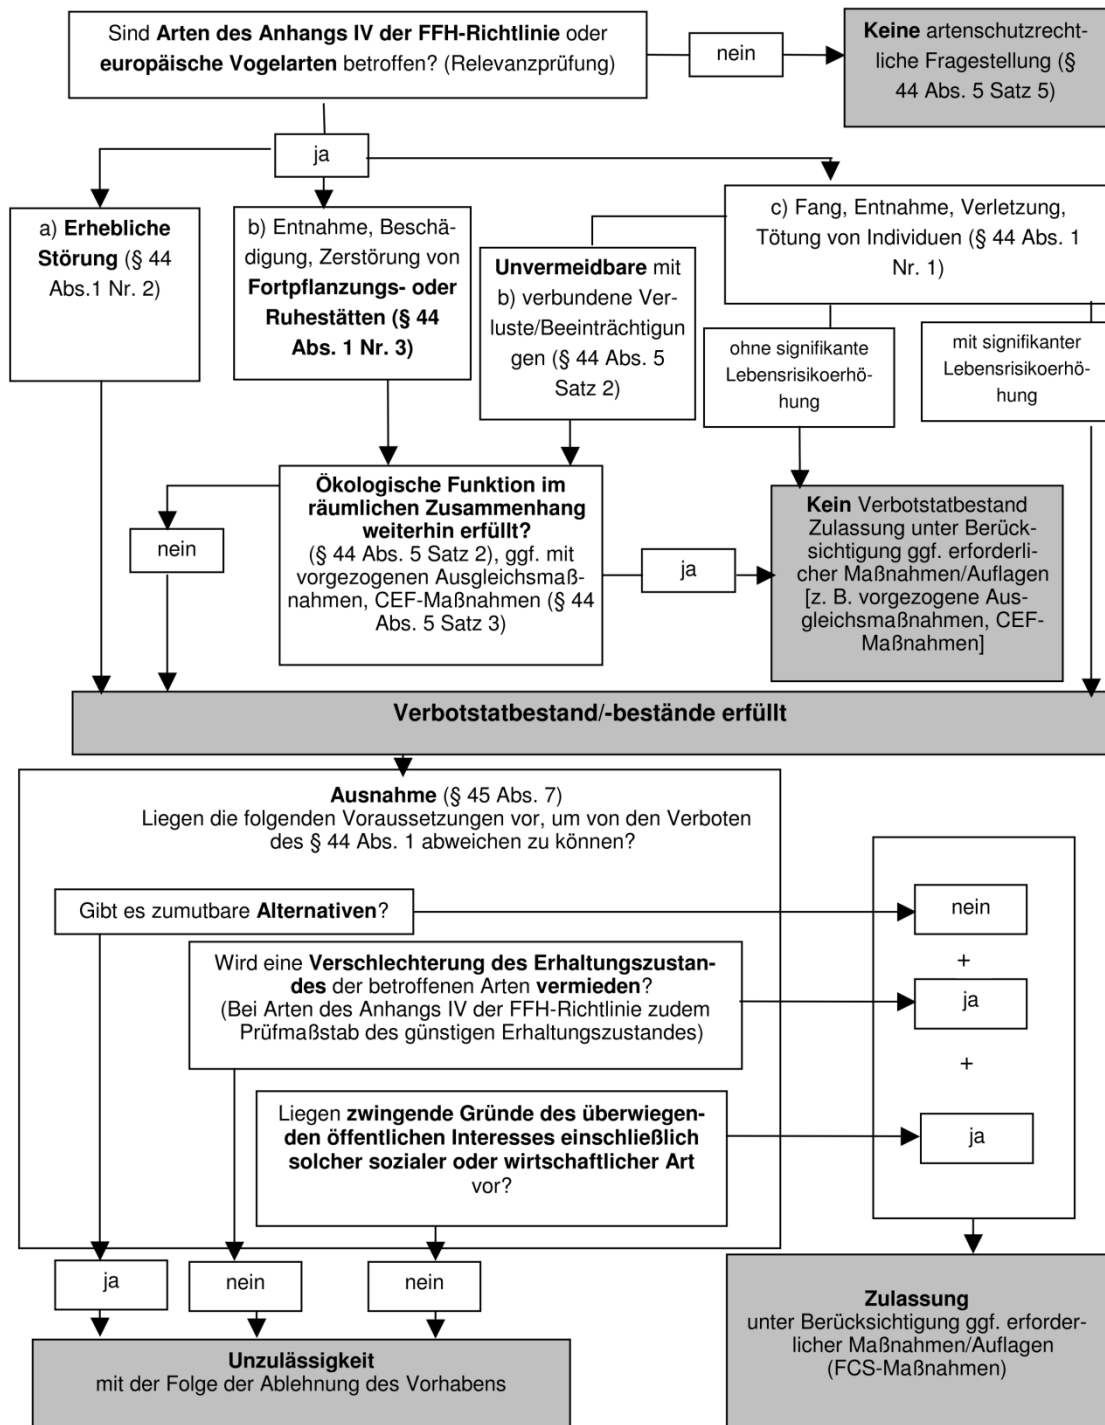 Sind Arten des Anhangs IV der FFH-Richtlinie oder
europäische Vogelarten betroffen? (Relevanzprüfung)
nein
Keine artenschutzrecht-
liche Fragestellung (§
44 Abs. 5 Satz 5)
ja
a) Erhebliche
Störung (§ 44
Abs.1 Nr. 2)
b) Entnahme, Beschä-
digung, Zerstörung von
Fortpflanzungs- oder
Ruhestätten (§ 44
Abs. 1 Nr. 3)
Unvermeidbare mit
b) verbundene Ver-
luste/Beeinträchtigun
gen (§ 44 Abs. 5
Satz 2)
c) Fang, Entnahme, Verletzung,
Tötung von Individuen (§ 44 Abs. 1
Nr. 1)
ohne signifikante
Lebensrisikoerhö-
hung
mit signifikanter
Lebensrisikoerhö-
hung
nein
Ökologische Funktion im
räumlichen Zusammenhang
weiterhin erfüllt?
(§ 44 Abs. 5 Satz 2), ggf. mit
vorgezogenen Ausgleichsmaß-
nahmen, CEF-Maßnahmen (§ 44
Abs. 5 Satz 3)
ja
Kein Verbotstatbestand
Zulassung unter Berück-
sichtigung ggf. erforderli-
cher Maßnahmen/Auflagen
[z. B. vorgezogene Aus-
gleichsmaßnahmen, CEF-
Maßnahmen]
Verbotstatbestand/-bestände erfüllt
Ausnahme (§ 45 Abs. 7)
Liegen die folgenden Voraussetzungen vor, um von den Verboten
des § 44 Abs. 1 abweichen zu können?
Gibt es zumutbare Alternativen?
nein
+
Wird eine Verschlechterung des Erhaltungszustan-
des der betroffenen Arten vermieden?
(Bei Arten des Anhangs IV der FFH-Richtlinie zudem
Prüfmaßstab des günstigen Erhaltungszustandes)
ja
+
Liegen zwingende Gründe des überwiegen-
den öffentlichen Interesses einschließlich
solcher sozialer oder wirtschaftlicher Art
vor?
ja
ja
nein
nein
Unzulässigkeit
mit der Folge der Ablehnung des Vorhabens
Zulassung
unter Berücksichtigung ggf. erforder-
licher Maßnahmen/Auflagen
(FCS-Maßnahmen)